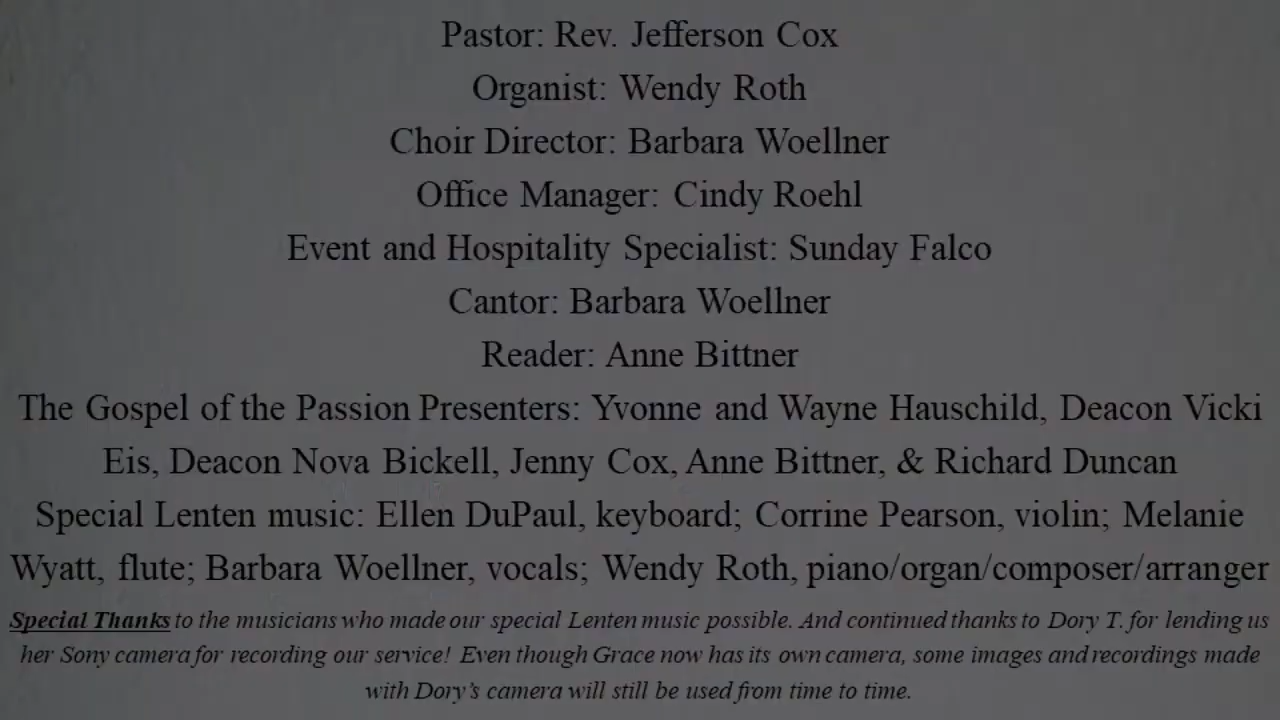 Pastor: Rev. Jefferson Cox
Organist: Wendy Roth
Choir Director: Barbara Woellner
Office Manager: Cindy Roehl
Event and Hospitality Specialist: Sunday Falco
Cantor: Barbara Woellner
Reader: Anne Bittner
The Gospel of the Passion Presenters: Yvonne and Wayne Hauschild, Deacon Vicki
Eis, Deacon Nova Bickell, Jenny Cox, Anne Bittner, & Richard Duncan
Special Lenten music: Ellen DuPaul, keyboard; Corrine Pearson, violin; Melanie
Wyatt, flute; Barbara Woellner, vocals; Wendy Roth, piano/organ/composer/arranger
Special Thanks to the musicians who made our special Lenten music possible. And continued thanks to Dory T. for lending us
her Sony camera for recording our service! Even though Grace now has its own camera, some images and recordings made
with Dory’s camera will still be used from time to time.